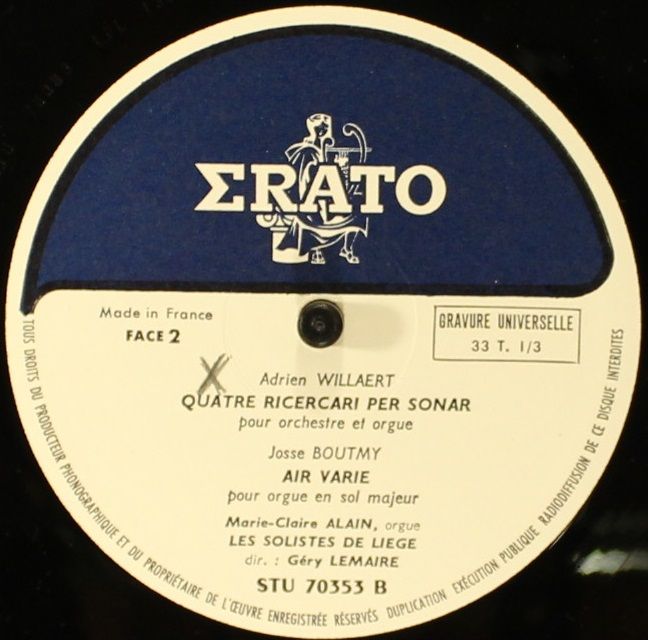 ΣRATO
Made in France
FACE 2
GRAVURE UNIVERSELLE
33 T. 1/3
X
Adrien WILLAERT
QUATRE RICERCARI PER SONAR
pour orchestre et orgue
Josse BOUTMY
AIR VARIE
pour orgue en sol majeur
Marie-Claire ALAIN, orgue
LES SOLISTES DE LIEGE
dir. : Géry LEMAIRE
STU 70353 B
TOUS DROITS DU PRODUCTEUR PHONOGRAPHIQUE ET DU PROPRIÉTAIRE DE L'ŒUVRE ENREGISTRÉE RÉSERVÉS DUPLICATION EXÉCUTION PUBLIQUE RADIODIFFUSION DE CE DISQUE INTERDITES